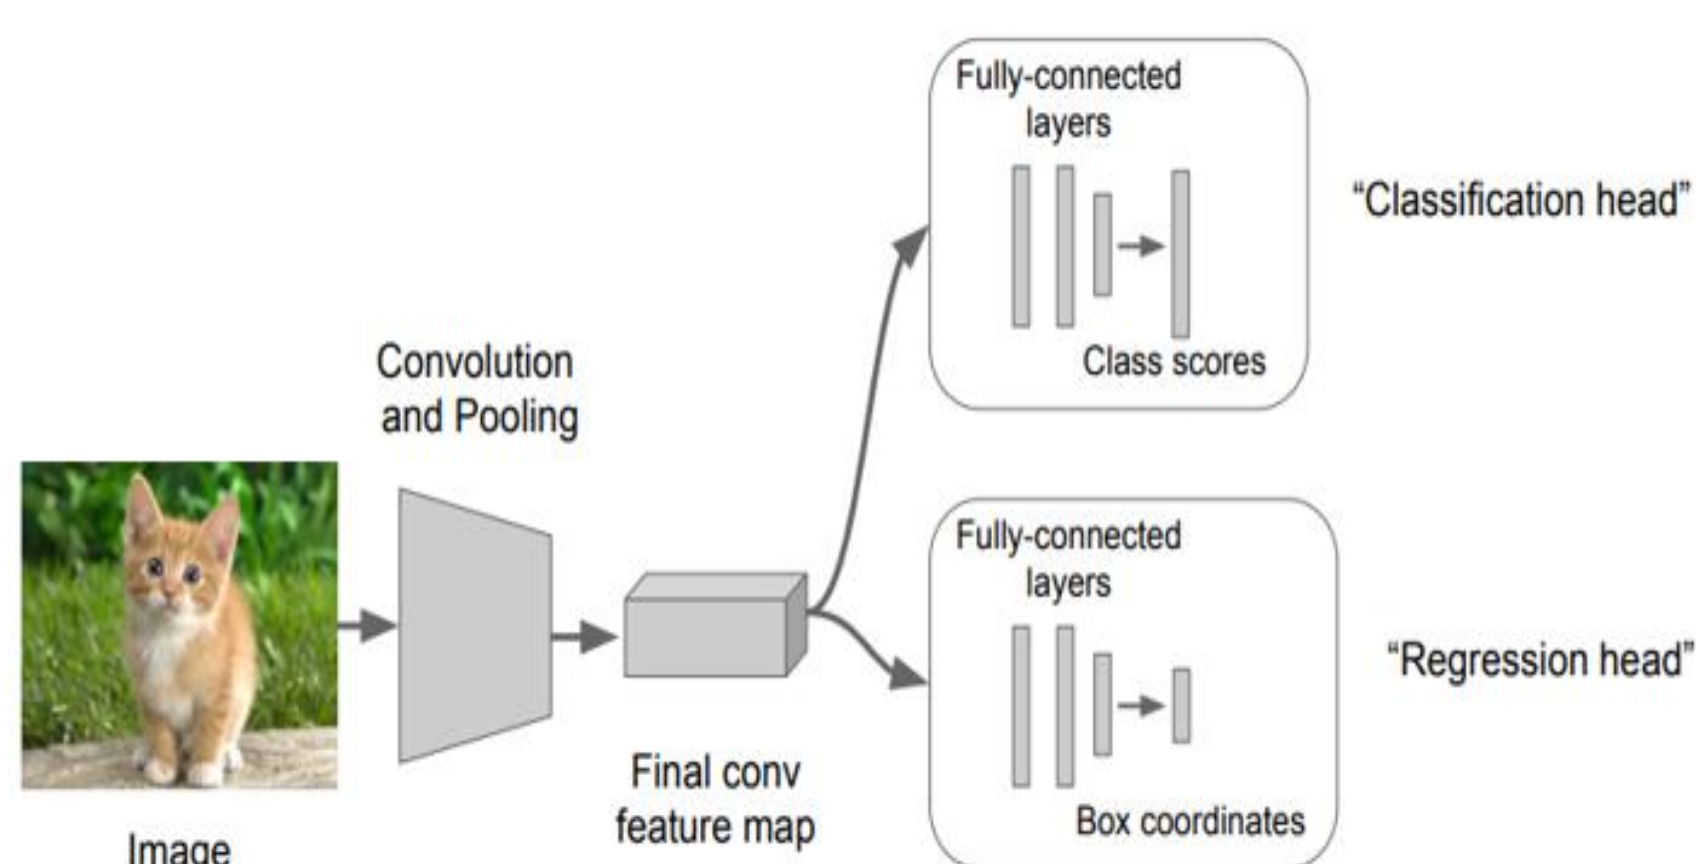 Fully-connected
layers
Class scores
“Classification head”
Convolution
and Pooling
Image
Final conv
feature map
Fully-connected
layers
Box coordinates
“Regression head”